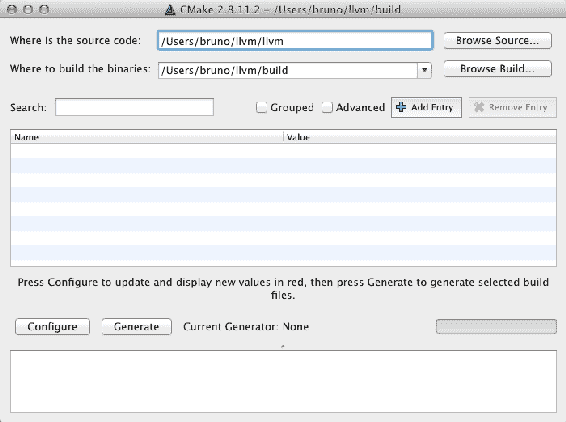 CMake 2.8.11.2 - /Users/bruno/llvm/build
Where is the source code: /Users/bruno/llvm/llvm Browse Source...
Where to build the binaries: /Users/bruno/llvm/build Browse Build...
Search: Grouped Advanced Add Entry Remove Entry
Name Value
Press Configure to update and display new values in red, then press Generate to generate selected build
files.
Configure Generate Current Generator: None